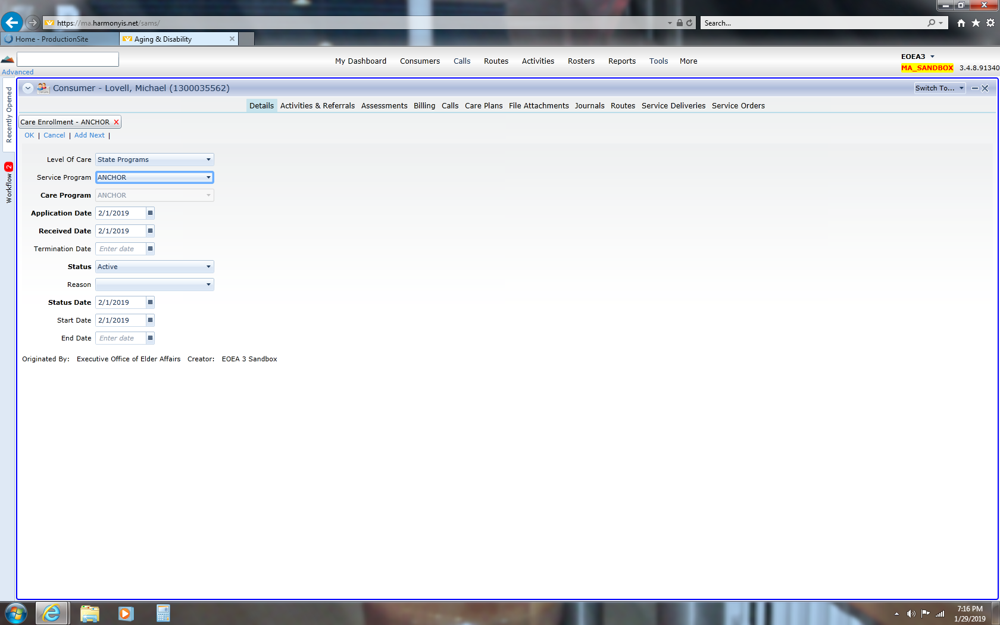 https://ma.harmonyis.net/sams/
Search...
Home - ProductionSite
Aging & Disability
Advanced
My Dashboard Consumers Calls Routes Activities Rosters Reports Tools More
EOEA3
MA_SANDBOX 3.4.8.91340
Recently Opened
Workflow 2
Consumer - Lovell, Michael (1300035562)
Switch To...
Details Activities & Referrals Assessments Billing Calls Care Plans File Attachments Journals Routes Service Deliveries Service Orders
Care Enrollment - ANCHOR X
OK | Cancel | Add Next |
Level Of Care State Programs
Service Program ANCHOR
Care Program ANCHOR
Application Date 2/1/2019
Received Date 2/1/2019
Termination Date Enter date
Status Active
Reason
Status Date 2/1/2019
Start Date 2/1/2019
End Date Enter date
Originated By: Executive Office of Elder Affairs Creator: EOEA 3 Sandbox
7:16 PM
1/29/2019